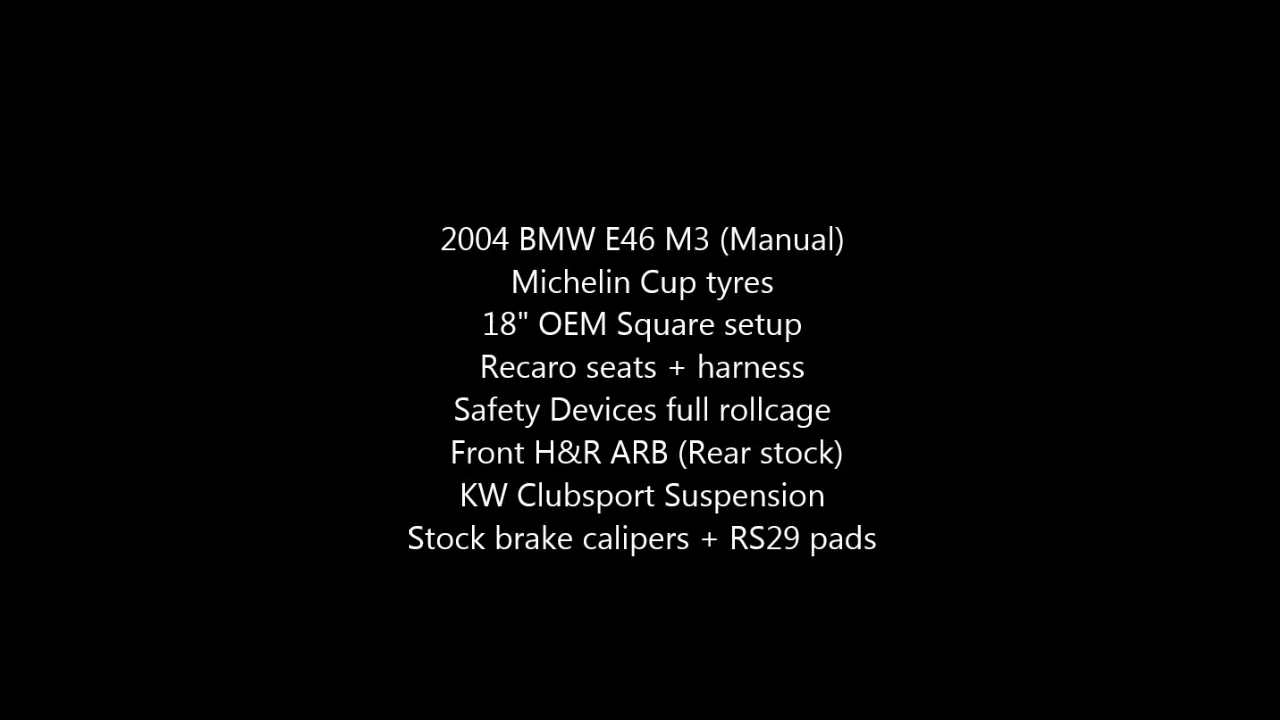 2004 BMW E46 M3 (Manual)
Michelin Cup tyres
18" OEM Square setup
Recaro seats + harness
Safety Devices full rollcage
Front H&R ARB (Rear stock)
KW Clubsport Suspension
Stock brake calipers + RS29 pads